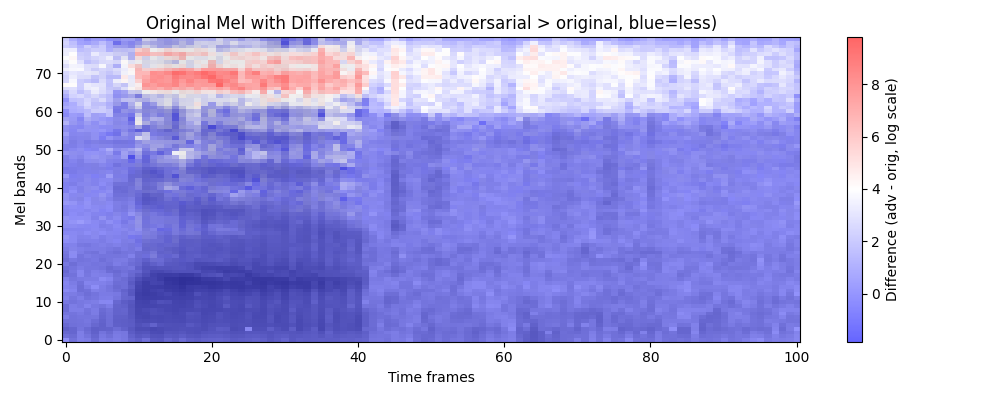 Original Mel with Differences (red=adversarial > original, blue=less)
70
60
50
40
30
20
10
0
Mel bands
0 20 40 60 80 100
Time frames
8
6
4
2
0
Difference (adv - orig, log scale)